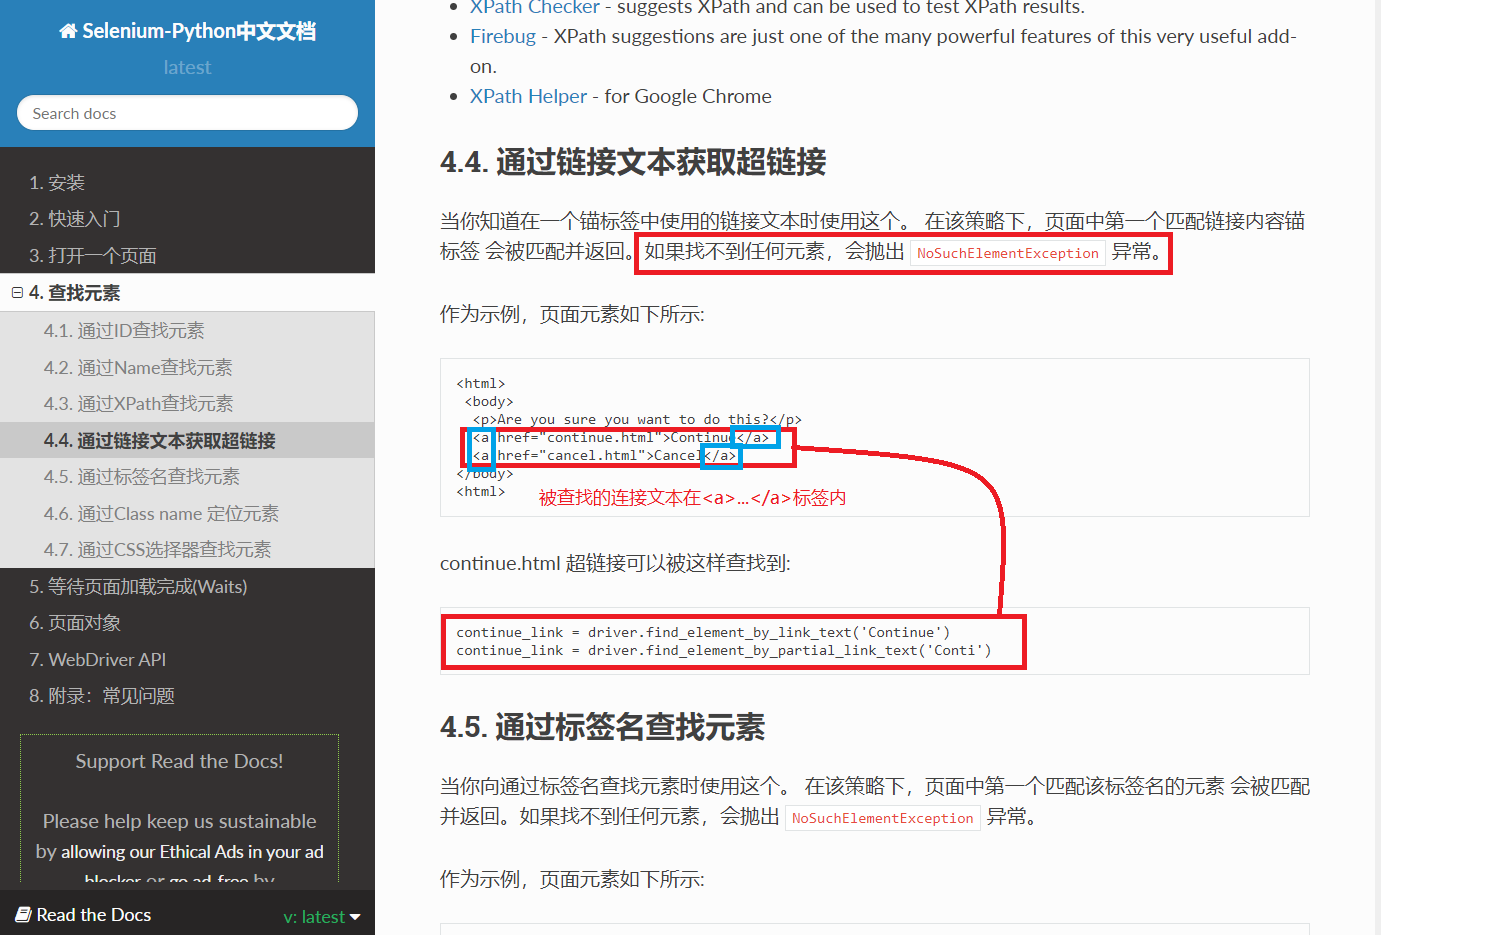 Selenium-Python中文文档
latest
Search docs
1. 安装
2. 快速入门
3. 打开一个页面
4. 查找元素
4.1. 通过ID查找元素
4.2. 通过Name查找元素
4.3. 通过XPath查找元素
4.4. 通过链接文本获取超链接
4.5. 通过标签名查找元素
4.6. 通过Class name 定位元素
4.7. 通过CSS选择器查找元素
5. 等待页面加载完成(Waits)
6. 页面对象
7. WebDriver API
8. 附录：常见问题
Support Read the Docs!
Please help keep us sustainable
by allowing our Ethical Ads in your ad
blocker or go ad-free by
Read the Docs
v: latest
XPath Checker - suggests XPath and can be used to test XPath results.
Firebug - XPath suggestions are just one of the many powerful features of this very useful add-
on.
XPath Helper - for Google Chrome
4.4. 通过链接文本获取超链接
当你知道在一个锚标签中使用的链接文本时使用这个。 在该策略下，页面中第一个匹配链接内容锚
标签 会被匹配并返回。如果找不到任何元素，会抛出 NoSuchElementException 异常。
作为示例，页面元素如下所示:
<html>
<body>
<p>Are you sure you want to do this?</p>
<a href="continue.html">Continue</a>
<a href="cancel.html">Cancel</a>
</body>
<html>
被查找的连接文本在<a>...</a>标签内
continue.html 超链接可以被这样查找到:
continue_link = driver.find_element_by_link_text('Continue')
continue_link = driver.find_element_by_partial_link_text('Conti')
4.5. 通过标签名查找元素
当你向通过标签名查找元素时使用这个。 在该策略下，页面中第一个匹配该标签名的元素 会被匹配
并返回。如果找不到任何元素，会抛出 NoSuchElementException 异常。
作为示例，页面元素如下所示: